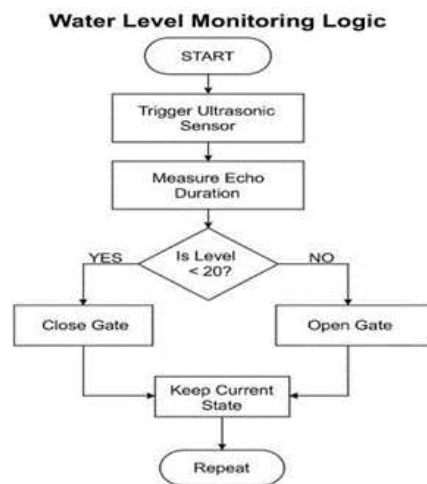 Water Level Monitoring Logic
START
Trigger Ultrasonic
Sensor
Measure Echo
Duration
Is Level
< 20?
YES
NO
Close Gate
Open Gate
Keep Current
State
Repeat